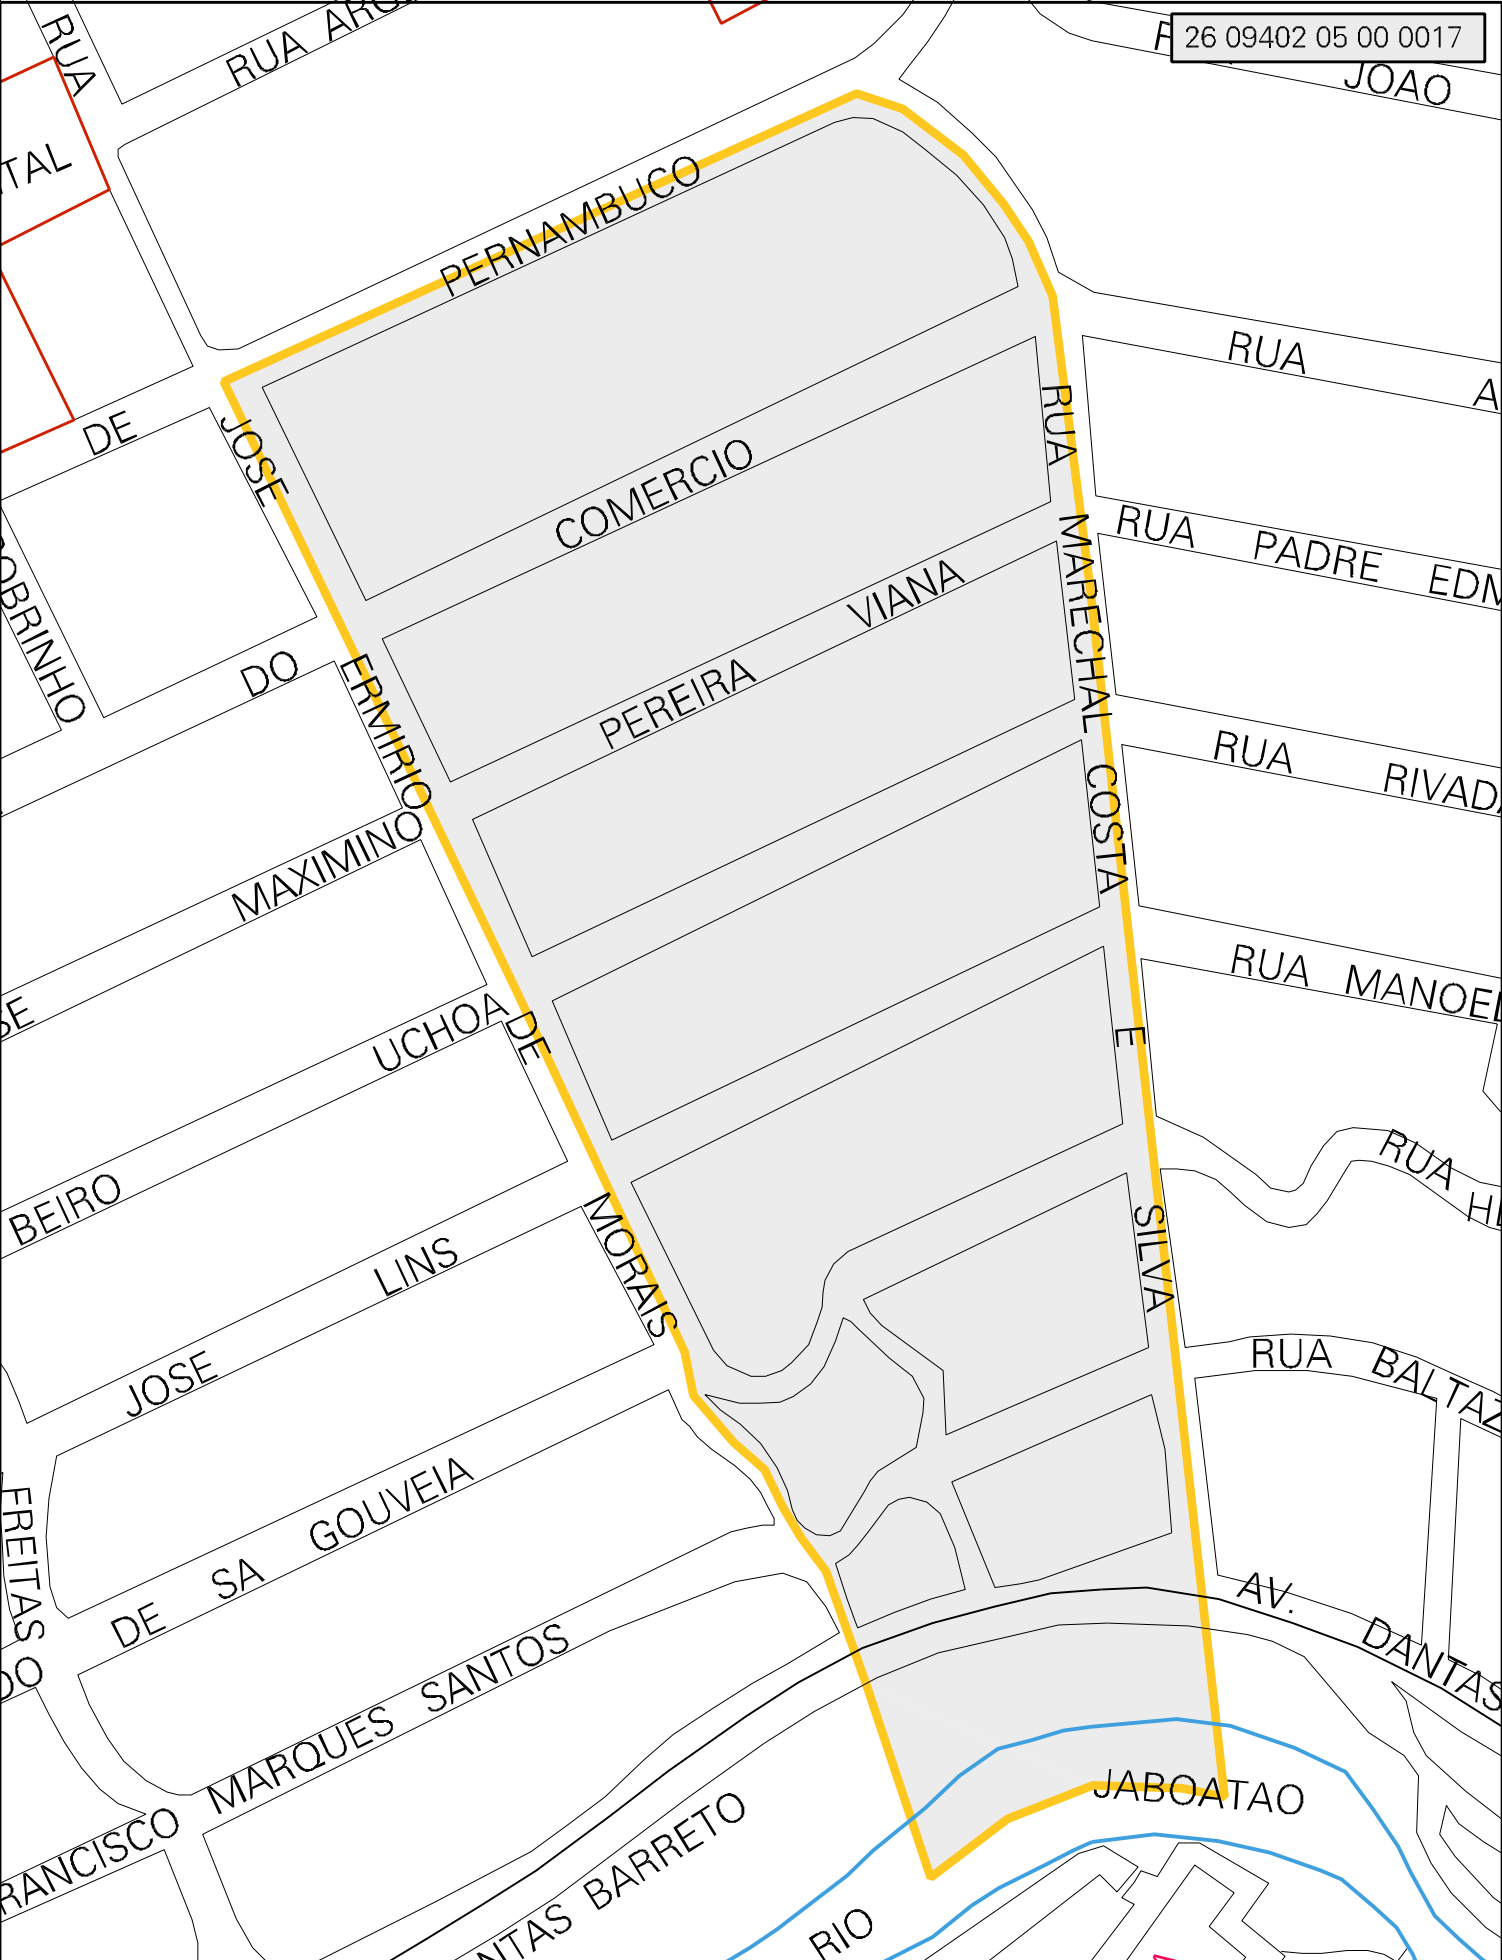 RUA
RUA
26 09402 05 00 0017
JOAO
PERNAMBUCO
RUA
DE
JOSE
COMERCIO
RUA
MARECHAL
COSTA
E
SILVA
RUA PADRE
VIANA
PEREIRA
DO
ERMIRIO
DE
MORAIS
RUA
MAXIMINO
RUA
UCHOA
RUA
BEIRO
LINS
JOSE
RUA
GOUVEIA
SA
DE
FREITAS
AV.
DANTAS
SANTOS
MARQUES
JABOATAO
BARRETO
RIO